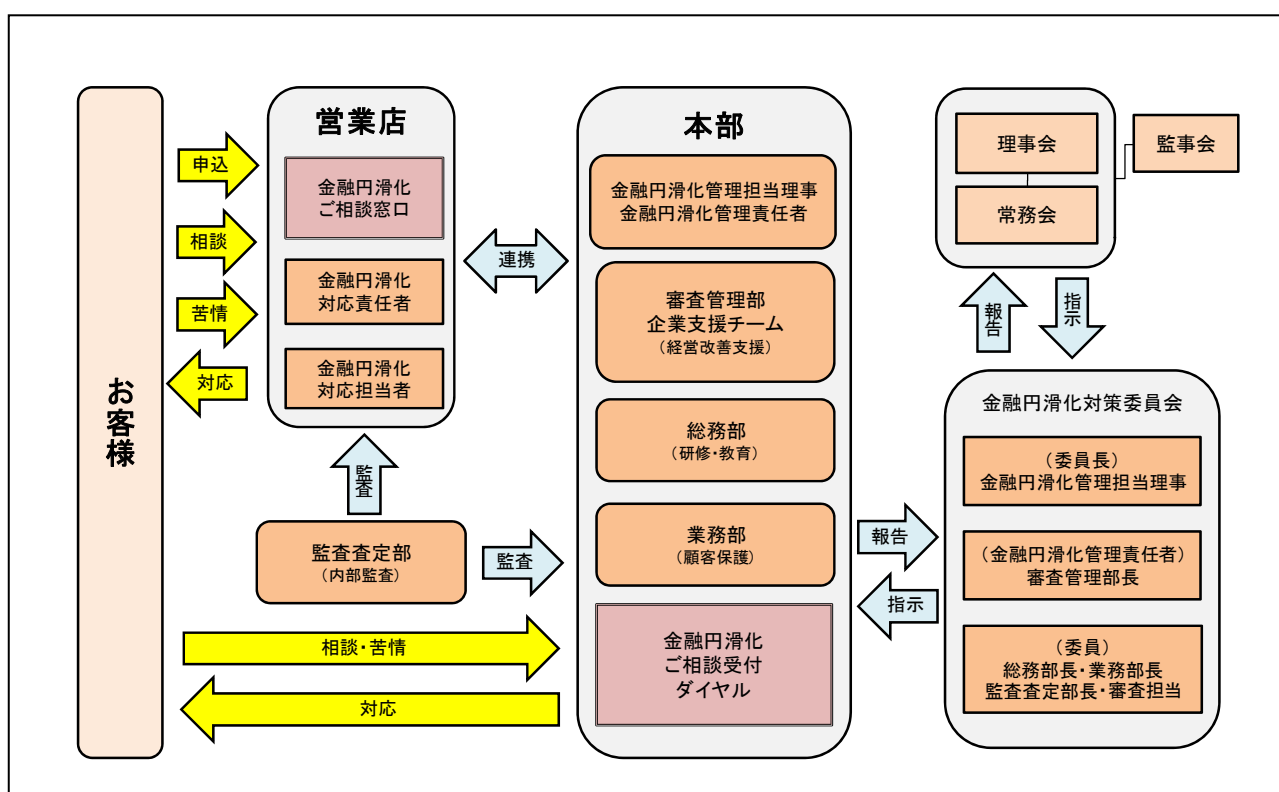 お客様
申込
相談
苦情
対応
営業店
金融円滑化
ご相談窓口
金融円滑化
対応責任者
金融円滑化
対応担当者
監査
監査査定部
（内部監査）
監査
連携
相談・苦情
対応
本部
金融円滑化管理担当理事
金融円滑化管理責任者
審査管理部
企業支援チーム
（経営改善支援）
総務部
（研修・教育）
業務部
（顧客保護）
金融円滑化
ご相談受付
ダイヤル
報告
指示
理事会
常務会
監事会
報告
指示
金融円滑化対策委員会
（委員長）
金融円滑化管理担当理事
（金融円滑化管理責任者）
審査管理部長
（委員）
総務部長・業務部長
監査査定部長・審査担当